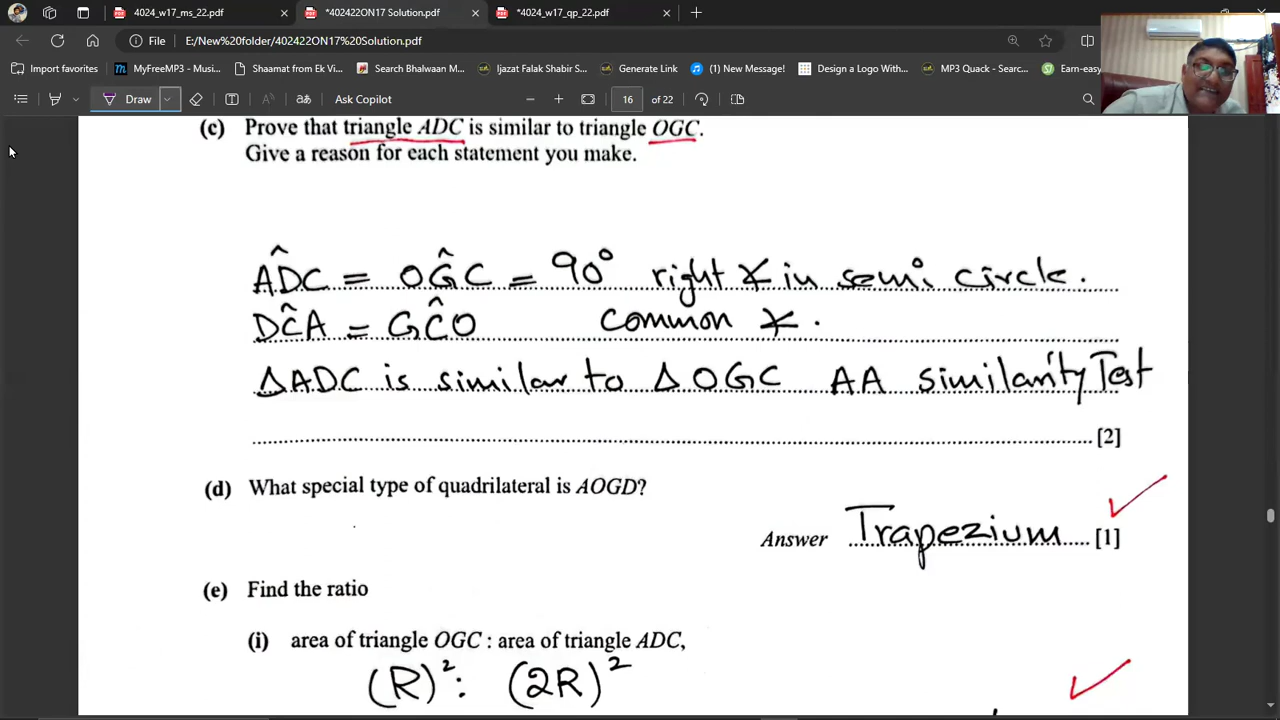 4024_w17_ms_22.pdf
*402422ON17 Solution.pdf
*4024_w17_qp_22.pdf
File E:/New%20folder/402422ON17%20Solution.pdf
Import favorites MyFreeMP3 - Musi... Shaamat from Ek Vi... Search Bhalwaan M... Ijazit Falak Shabir S... Generate Link (1) New Message! Design a Logo With... MP3 Quack - Searc... Earn-easy
Draw Ask Copilot 16 of 22
(c) Prove that triangle ADC is similar to triangle OGC.
Give a reason for each statement you make.
AD̂C = OĜC = 90° right ∡ in semi circle.
DĈA = GĈO common ∡.
ΔADC is similar to ΔOGC AA similarity Test
[2]
(d) What special type of quadrilateral is AOGD?
Answer Trapezium [1]
(e) Find the ratio
(i) area of triangle OGC : area of triangle ADC,
(R)² : (2R)²